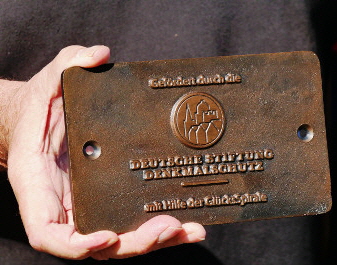 Gefördert durch die
DEUTSCHE STIFTUNG
DENKMALSCHUTZ
mit Hilfe der GlücksSpirale